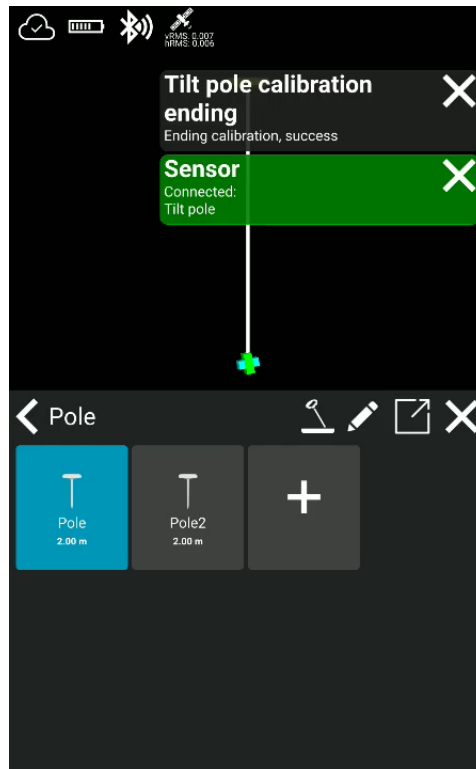 vRMS: 0.007
hRMS: 0.006
Tilt pole calibration
ending
Ending calibration, success
Sensor
Connected:
Tilt pole
Pole
Pole
2.00 m
Pole2
2.00 m